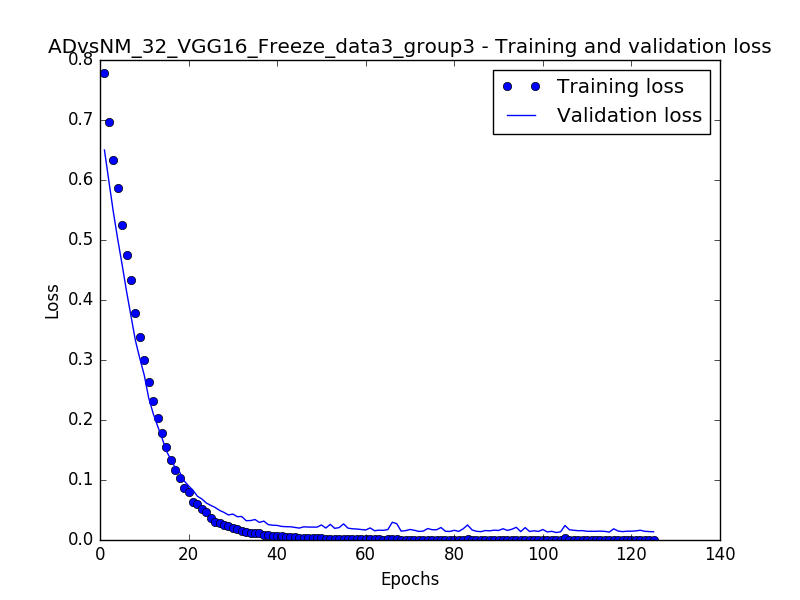 ADvsNM_32_VGG16_Freeze_data3_group3 - Training and validation loss
Training loss
Validation loss
0.8
0.7
0.6
0.5
0.4
0.3
0.2
0.1
0.0
Loss
0 20 40 60 80 100 120 140
Epochs